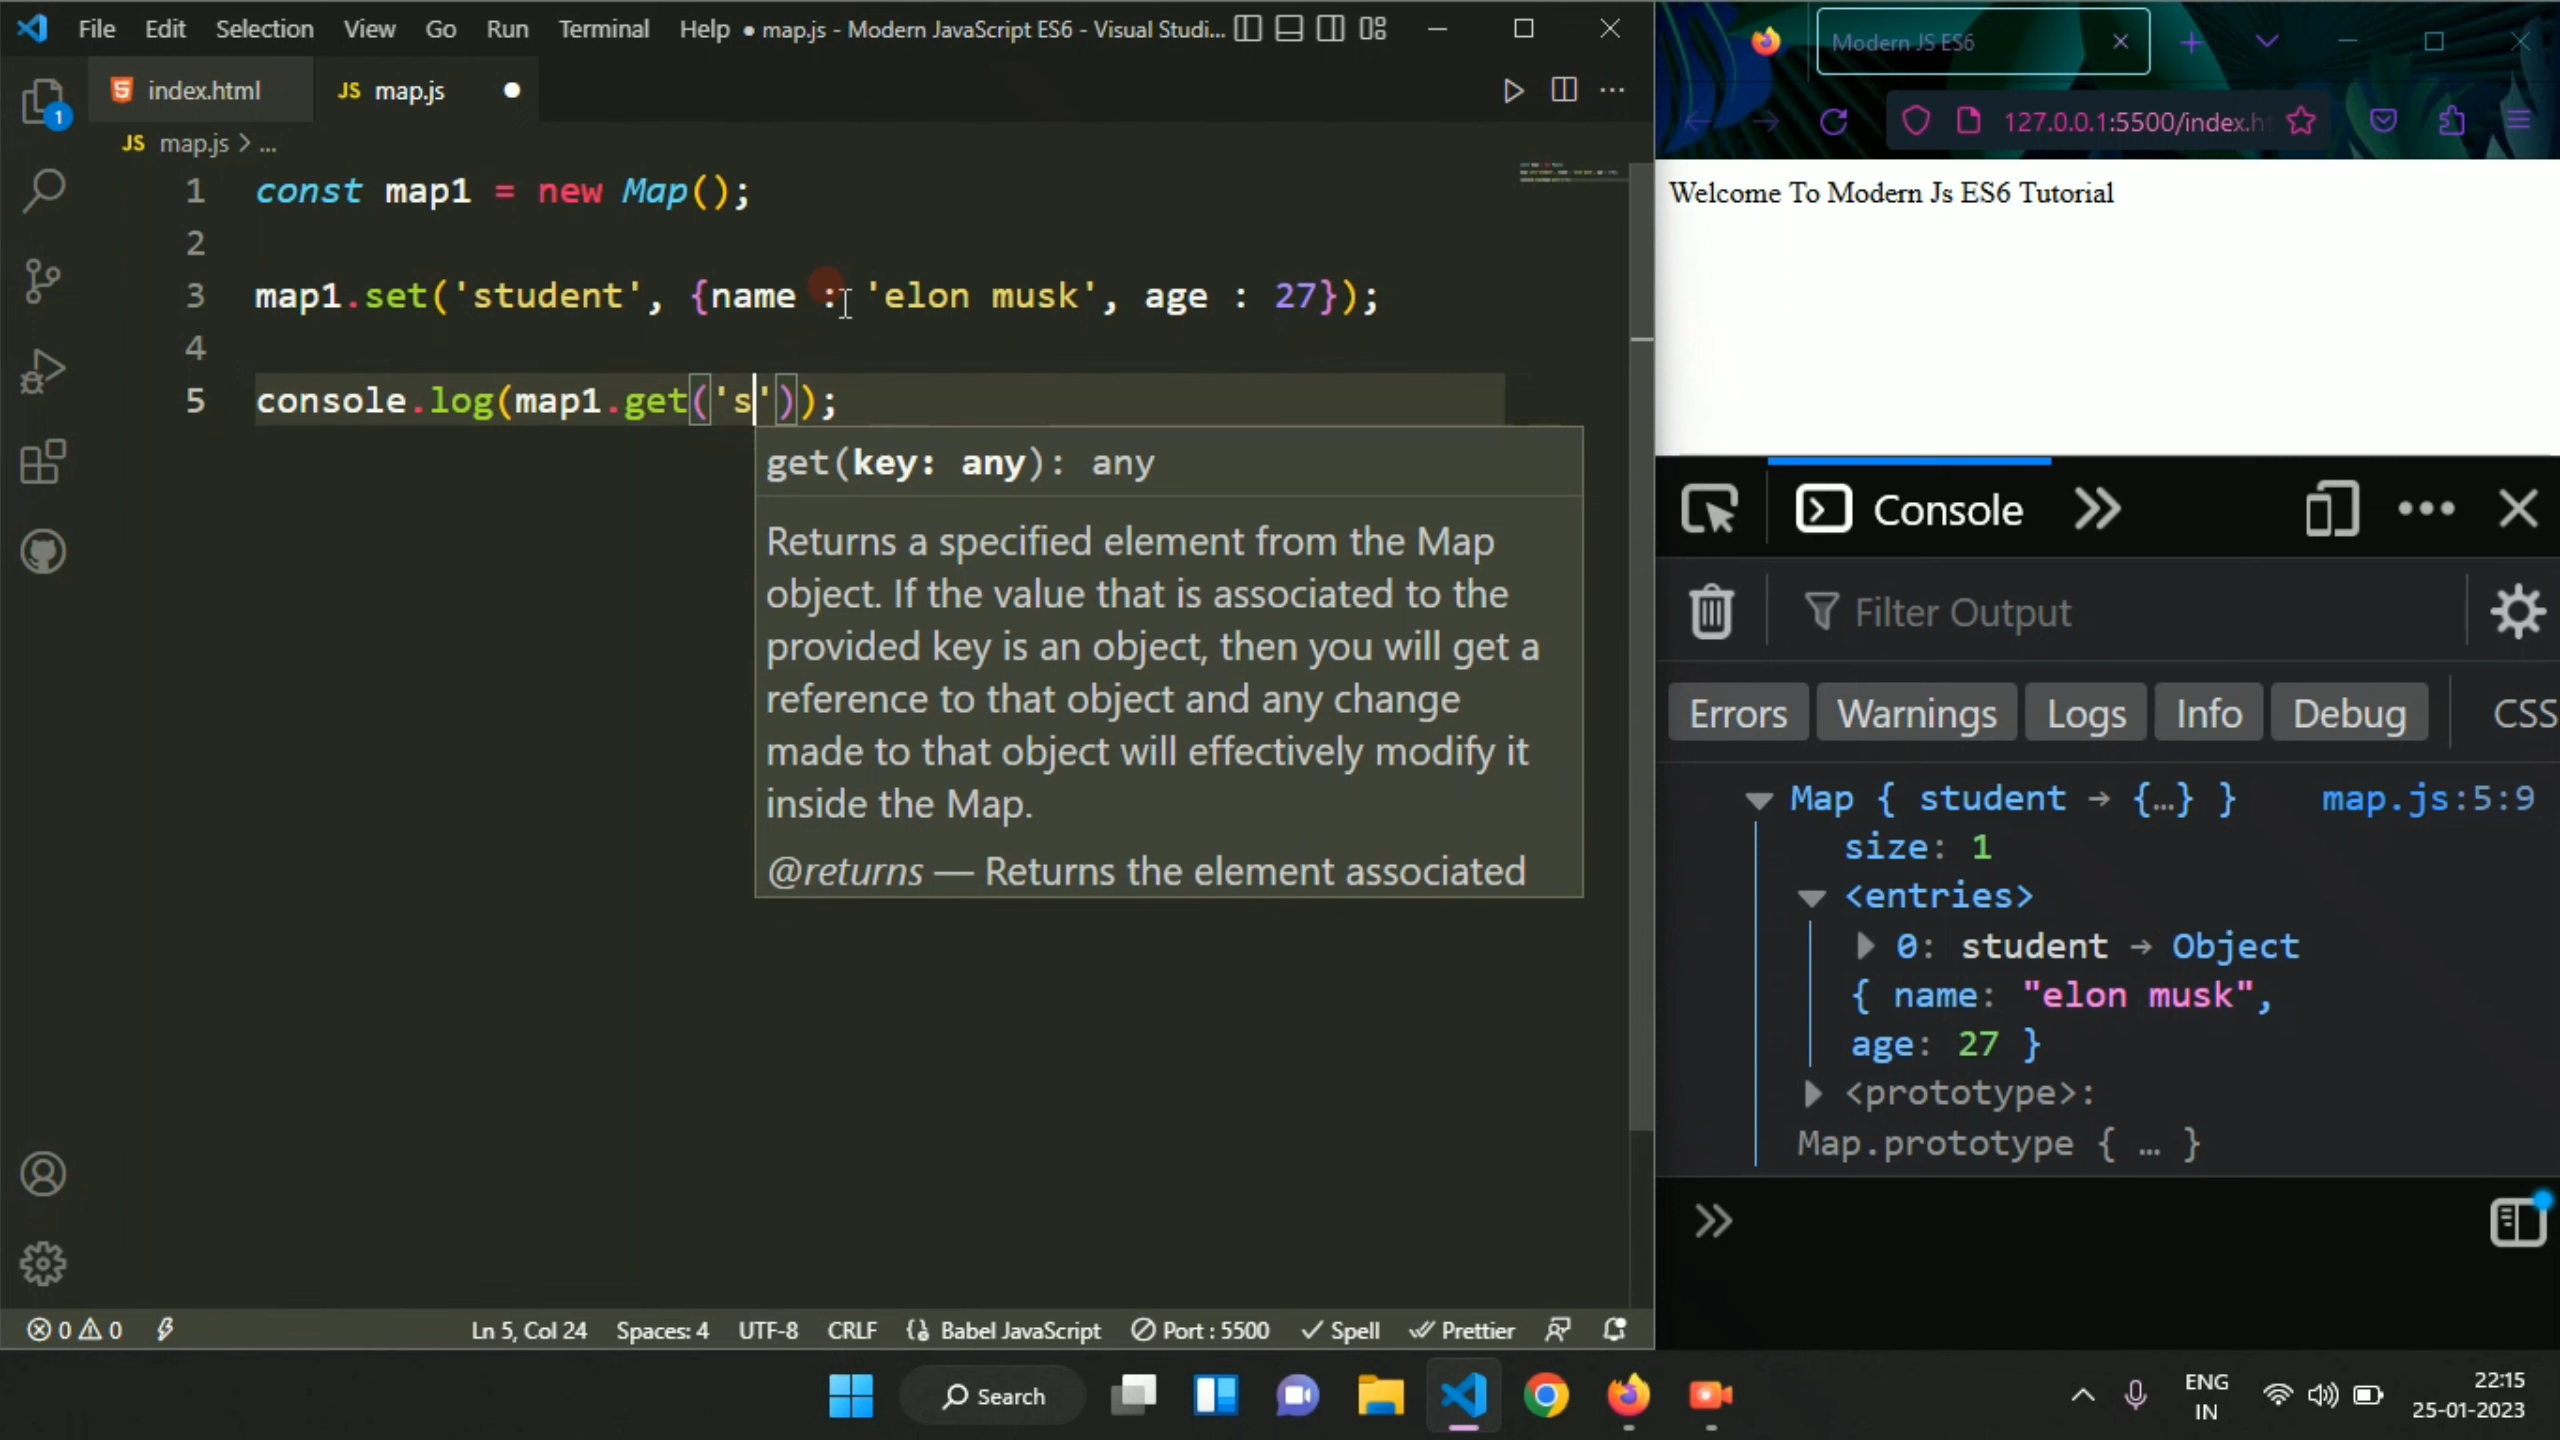 File Edit Selection View Go Run Terminal Help ● map.js - Modern JavaScript ES6 - Visual Studi...
index.html
JS map.js
JS map.js > ...
1 const map1 = new Map();
2
3 map1.set('student', {name : 'elon musk', age : 27});
4
5 console.log(map1.get('s'));
get(key: any): any
Returns a specified element from the Map
object. If the value that is associated to the
provided key is an object, then you will get a
reference to that object and any change
made to that object will effectively modify it
inside the Map.
@returns — Returns the element associated
1
0 0 Ln 5, Col 24 Spaces: 4 UTF-8 CRLF Babel JavaScript Port : 5500 Spell Prettier
Modern JS ES6
127.0.0.1:5500/index.h
Welcome To Modern Js ES6 Tutorial
Console
Filter Output
Errors Warnings Logs Info Debug CSS
Map { student → {…} } map.js:5:9
size: 1
<entries>
0: student → Object
{ name: "elon musk",
age: 27 }
<prototype>:
Map.prototype { … }
Search
ENG
IN
22:15
25-01-2023